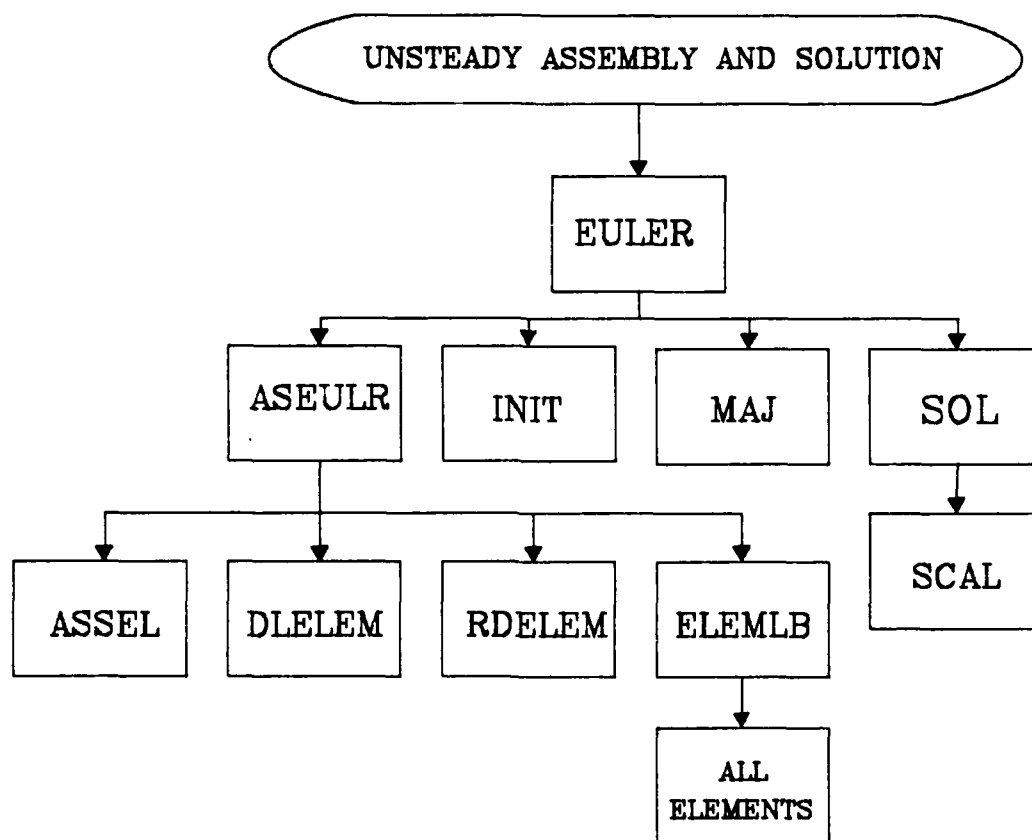 UNSTEADY ASSEMBLY AND SOLUTION
EULER
ASEULR
INIT
MAJ
SOL
ASSEL
DLELEM
RDELEM
ELEMLB
SCAL
ALL
ELEMENTS